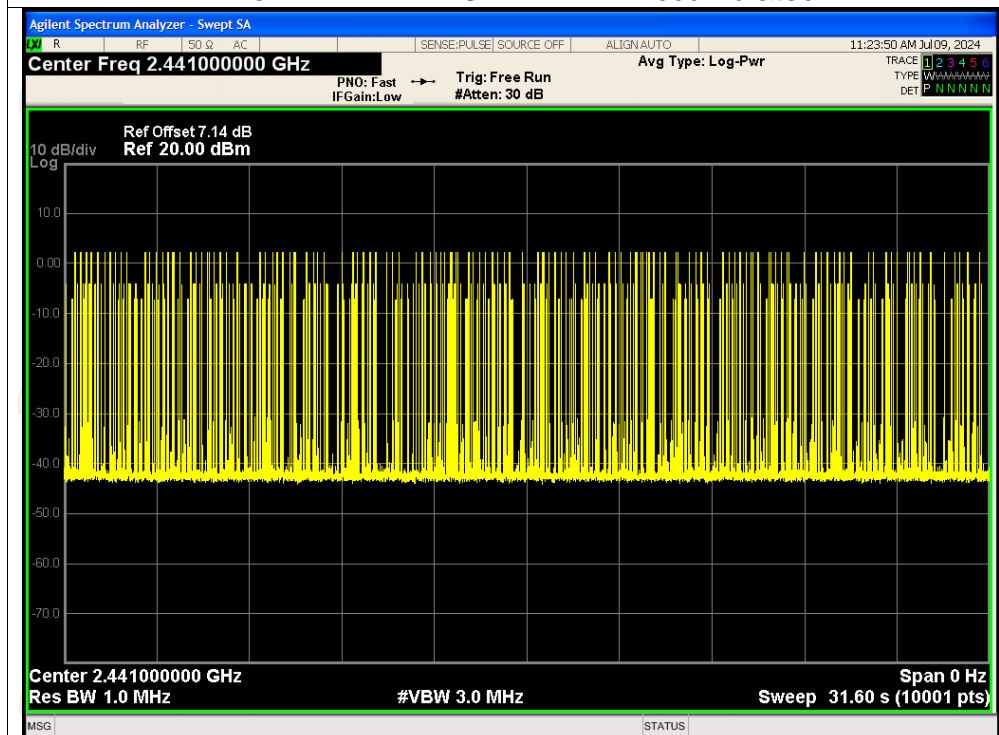 Agilent Spectrum Analyzer - Swept SA
LXI R RF 50 Ω AC SENSE:PULSE SOURCE OFF ALIGN AUTO 11:23:50 AM Jul 09, 2024
Center Freq 2.441000000 GHz Avg Type: Log-Pwr TRACE 1 2 3 4 5 6
PNO: Fast Trig: Free Run TYPE W
IFGain:Low #Atten: 30 dB DET P N N N N N
Ref Offset 7.14 dB
10 dB/div Ref 20.00 dBm
Log
10.0
0.00
-10.0
-20.0
-30.0
-40.0
-50.0
-60.0
-70.0
Center 2.441000000 GHz Span 0 Hz
Res BW 1.0 MHz #VBW 3.0 MHz Sweep 31.60 s (10001 pts)
MSG STATUS